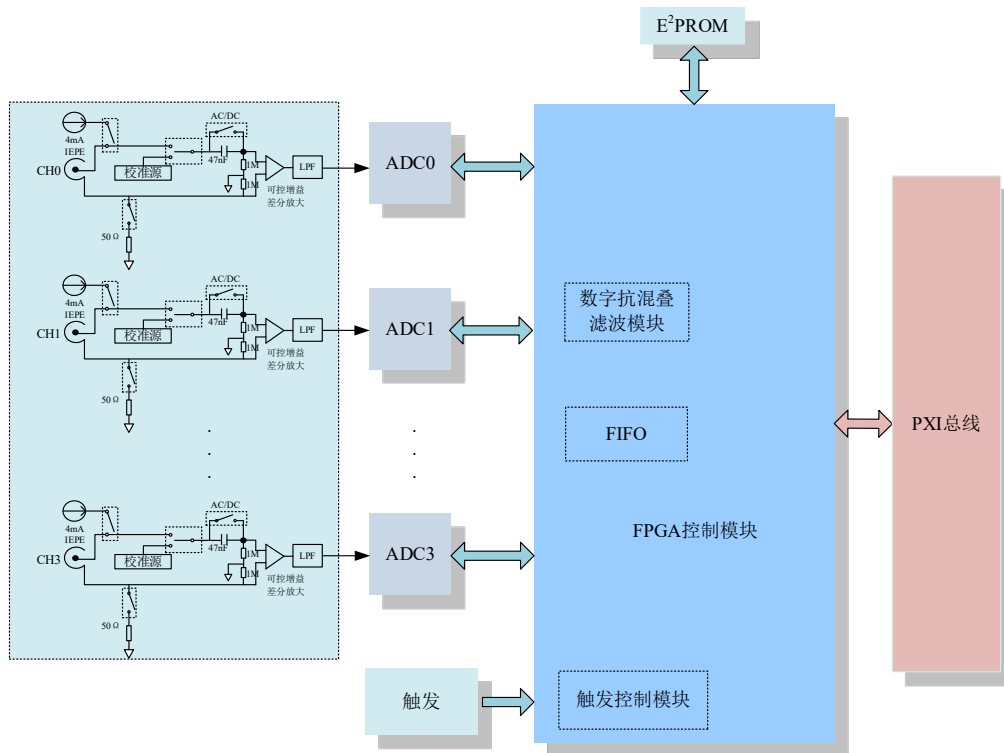 E²PROM
AC/DC
4mA
IEPE
CH0
校准源
47nF
1M
1M
LPF
可控增益
差分放大
50Ω
ADC0
AC/DC
4mA
IEPE
CH1
校准源
47nF
1M
1M
LPF
可控增益
差分放大
50Ω
ADC1
数字抗混叠
滤波模块
FIFO
PXI总线
AC/DC
4mA
IEPE
CH3
校准源
47nF
1M
1M
LPF
可控增益
差分放大
50Ω
ADC3
FPGA控制模块
触发
触发控制模块